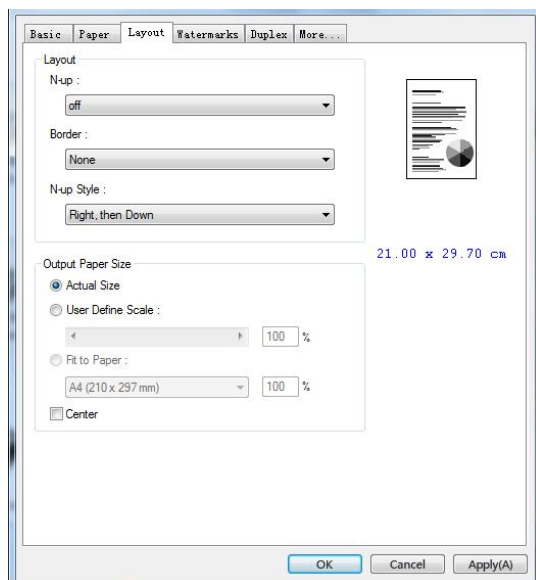 Basic Paper Layout Watermarks Duplex More...
Layout
N-up :
off
Border :
None
N-up Style :
Right, then Down
21.00 x 29.70 cm
Output Paper Size
Actual Size
User Define Scale :
100 %
Fit to Paper :
A4 (210 x 297 mm) 100 %
Center
OK Cancel Apply(A)